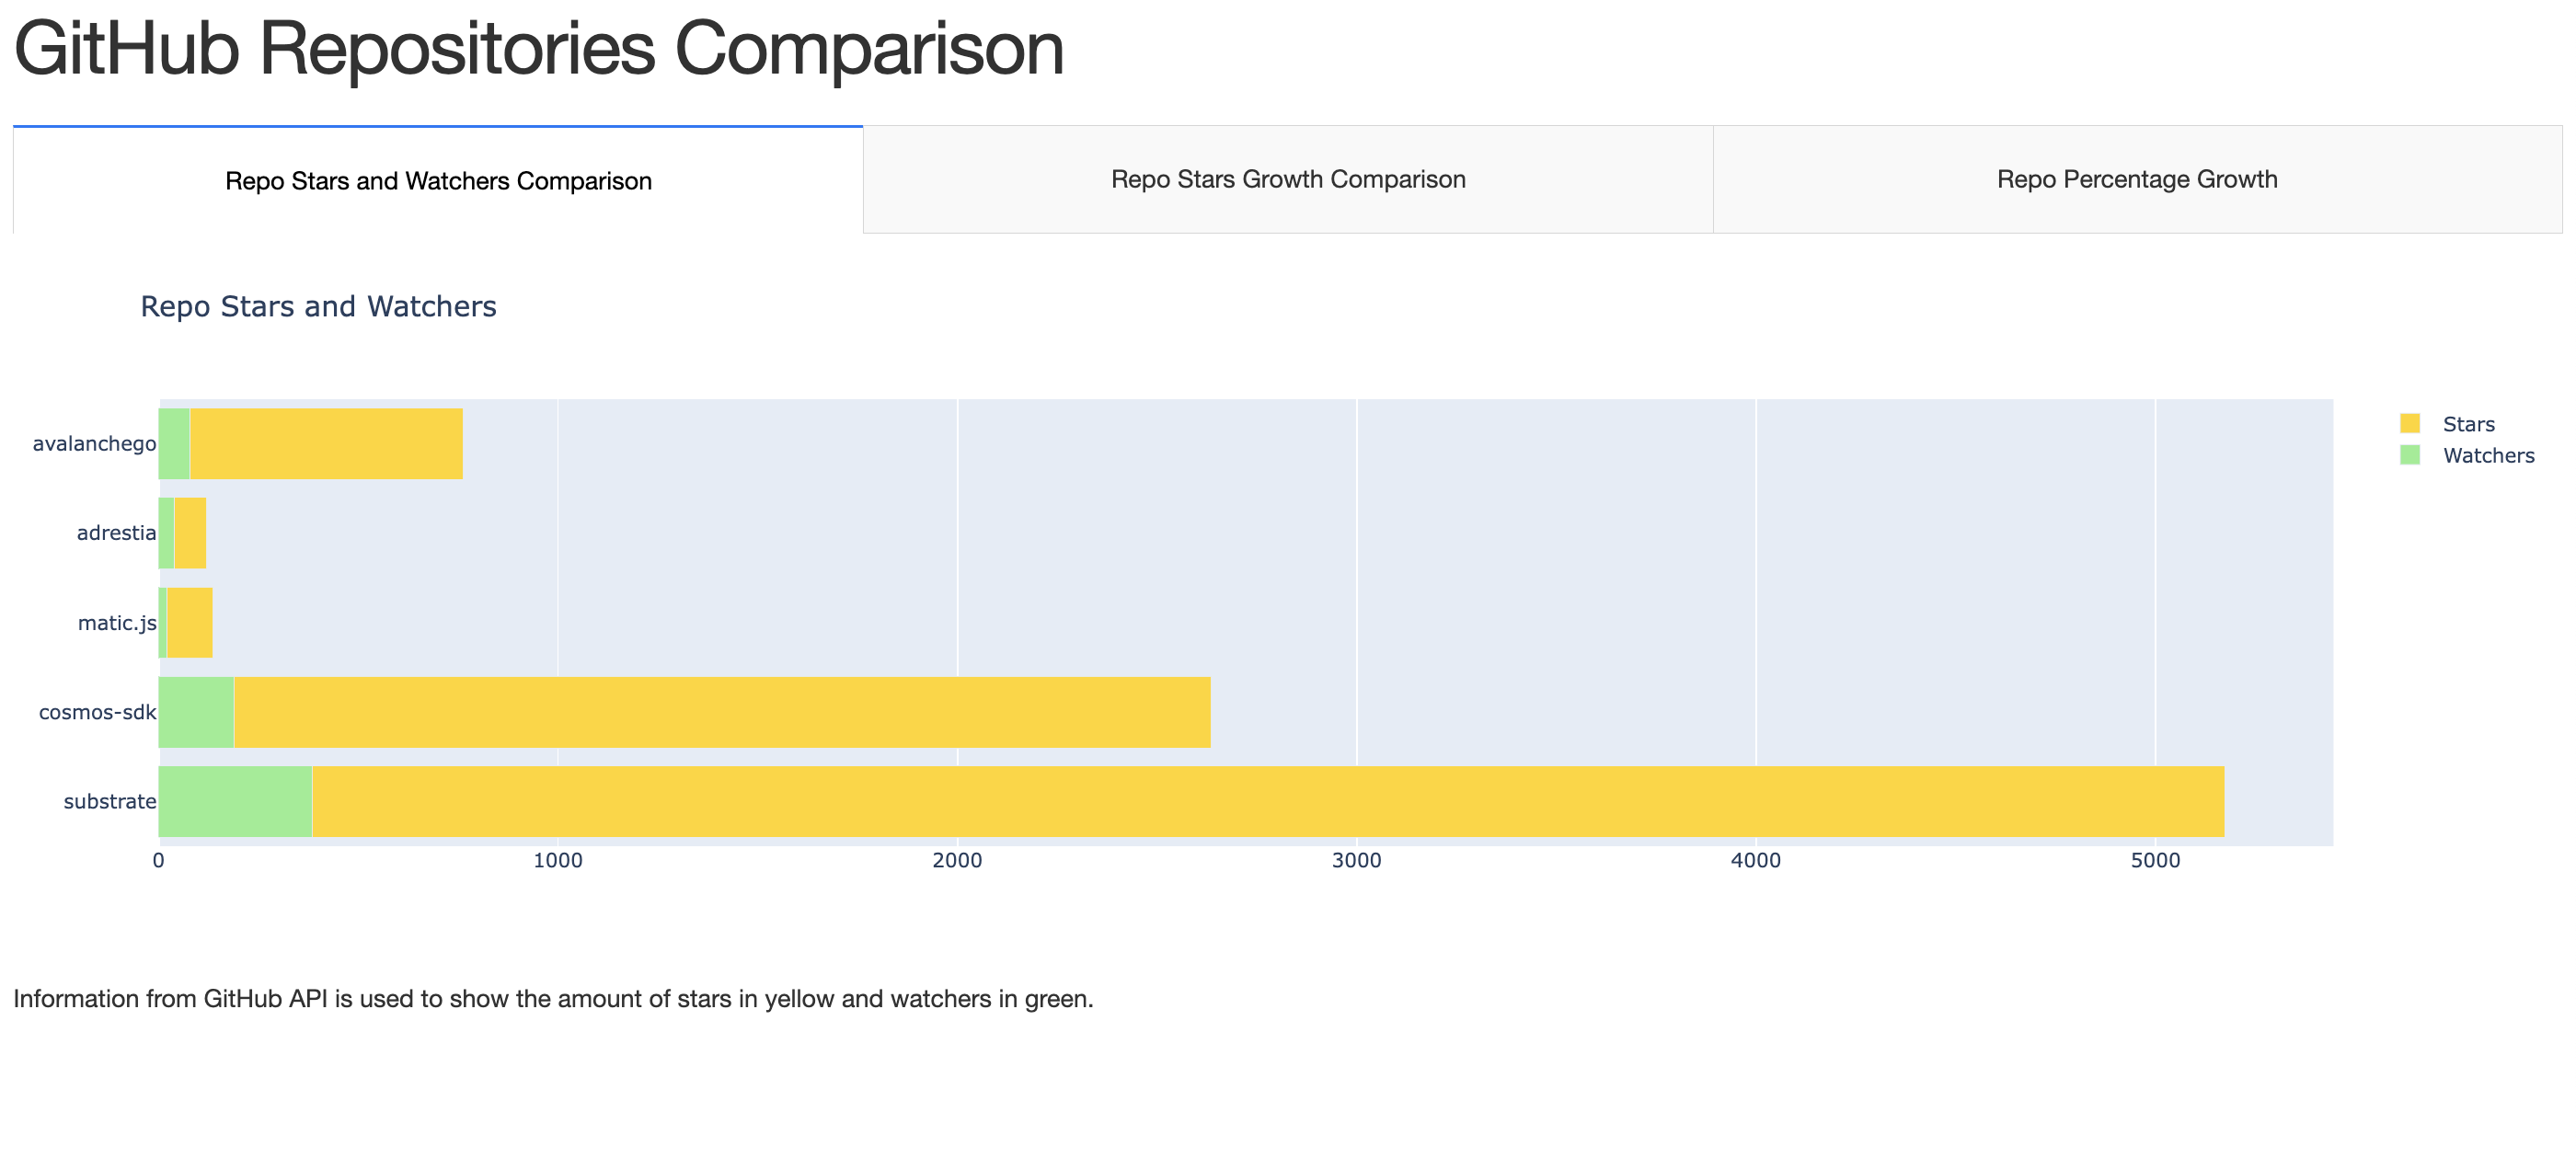 GitHub Repositories Comparison
Repo Stars and Watchers Comparison
Repo Stars Growth Comparison
Repo Percentage Growth
Repo Stars and Watchers
Stars
Watchers
avalanchego
adrestia
matic.js
cosmos-sdk
substrate
0 1000 2000 3000 4000 5000
Information from GitHub API is used to show the amount of stars in yellow and watchers in green.